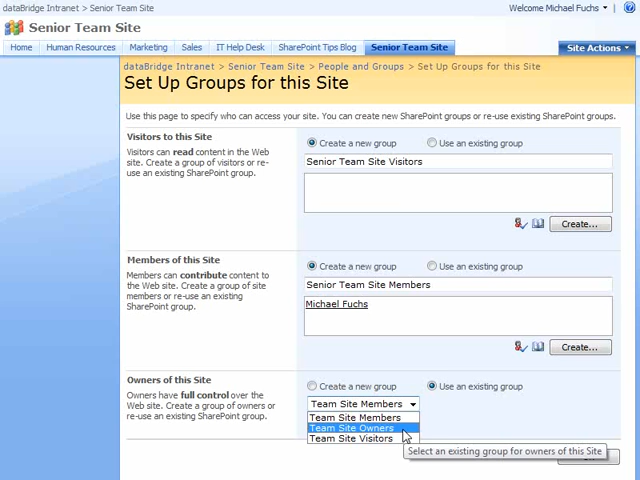 dataBridge Intranet > Senior Team Site
Welcome Michael Fuchs
Senior Team Site
Home Human Resources Marketing Sales IT Help Desk SharePoint Tips Blog Senior Team Site Site Actions
dataBridge Intranet > Senior Team Site > People and Groups > Set Up Groups for this Site
Set Up Groups for this Site
Use this page to specify who can access your site. You can create new SharePoint groups or re-use existing SharePoint groups.
Visitors to this Site
Visitors can read content in the Web
site. Create a group of visitors or re-
use an existing SharePoint group.
Create a new group Use an existing group
Senior Team Site Visitors
Create...
Members of this Site
Members can contribute content to
the Web site. Create a group of site
members or re-use an existing
SharePoint group.
Create a new group Use an existing group
Senior Team Site Members
Michael Fuchs
Create...
Owners of this Site
Owners have full control over the
Web site. Create a group of owners or
re-use an existing SharePoint group.
Create a new group Use an existing group
Team Site Members
Team Site Members
Team Site Owners
Team Site Visitors
Select an existing group for owners of this Site